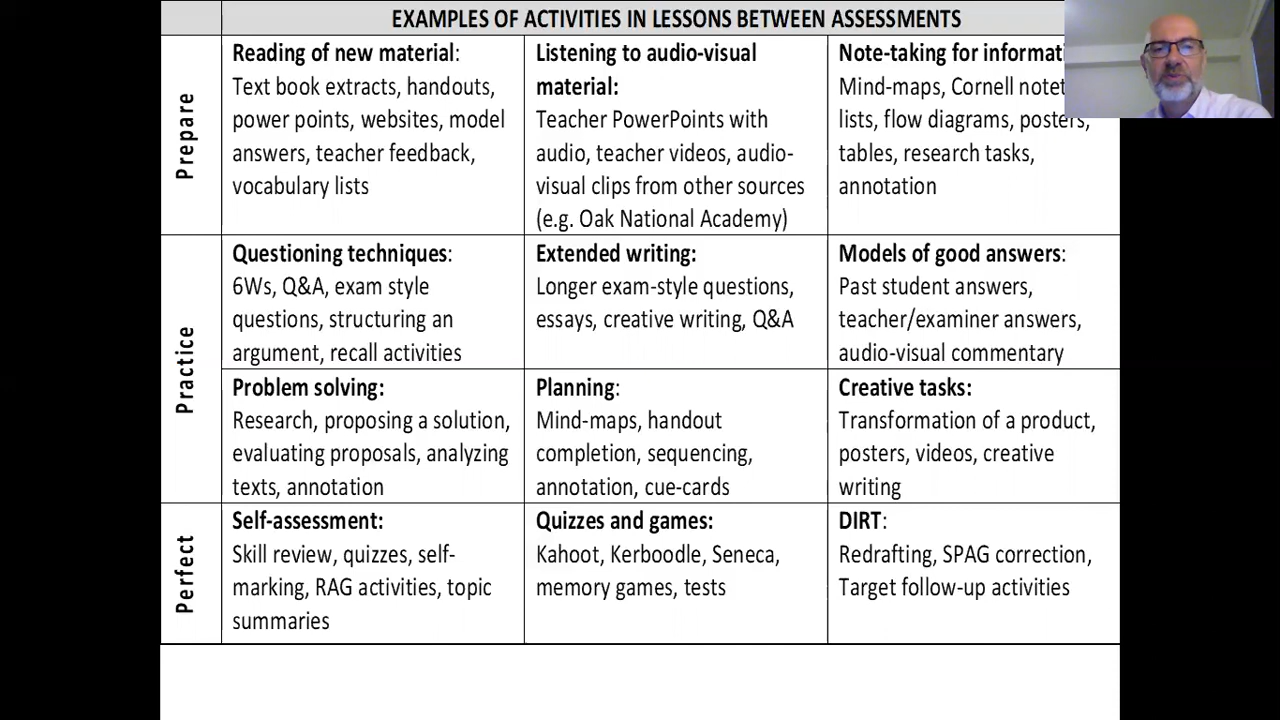 EXAMPLES OF ACTIVITIES IN LESSONS BETWEEN ASSESSMENTS
Prepare
Reading of new material:
Text book extracts, handouts,
power points, websites, model
answers, teacher feedback,
vocabulary lists
Listening to audio-visual
material:
Teacher PowerPoints with
audio, teacher videos, audio-
visual clips from other sources
(e.g. Oak National Academy)
Note-taking for
Mind-maps, Cornell
lists, flow diagrams, posters,
tables, research tasks,
annotation
Practice
Questioning techniques:
6Ws, Q&A, exam style
questions, structuring an
argument, recall activities
Extended writing:
Longer exam-style questions,
essays, creative writing, Q&A
Models of good answers:
Past student answers,
teacher/examiner answers,
audio-visual commentary
Problem solving:
Research, proposing a solution,
evaluating proposals, analyzing
texts, annotation
Planning:
Mind-maps, handout
completion, sequencing,
annotation, cue-cards
Creative tasks:
Transformation of a product,
posters, videos, creative
writing
Perfect
Self-assessment:
Skill review, quizzes, self-
marking, RAG activities, topic
summaries
Quizzes and games:
Kahoot, Kerboodle, Seneca,
memory games, tests
DIRT:
Redrafting, SPAG correction,
Target follow-up activities